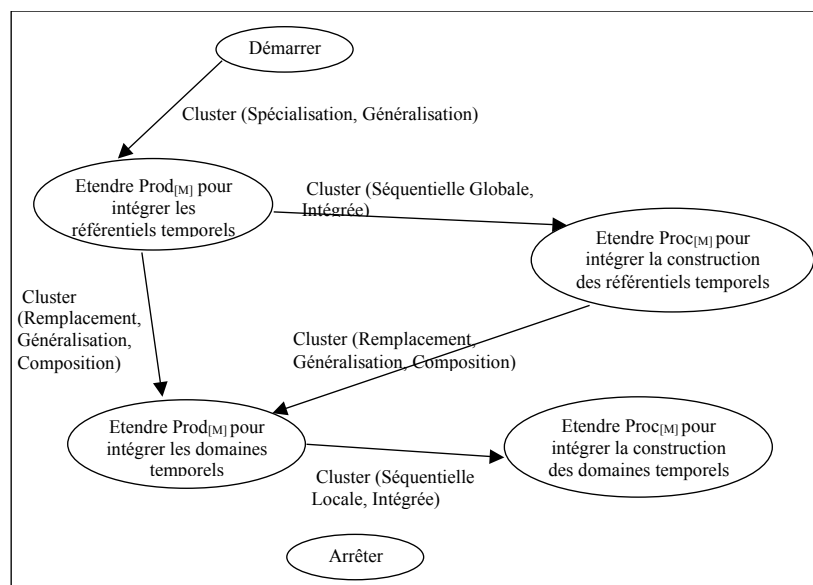 Démarrer
Cluster (Spécialisation, Généralisation)
Etendre Prod[M] pour
intégrer les
référentiels temporels
Cluster (Séquentielle Globale,
Intégrée)
Etendre Proc[M] pour
intégrer la construction
des référentiels temporels
Cluster
(Remplacement,
Généralisation,
Composition)
Cluster (Remplacement,
Généralisation, Composition)
Etendre Prod[M] pour
intégrer les domaines
temporels
Etendre Proc[M] pour
intégrer la construction
des domaines temporels
Cluster (Séquentielle
Locale, Intégrée)
Arrêter